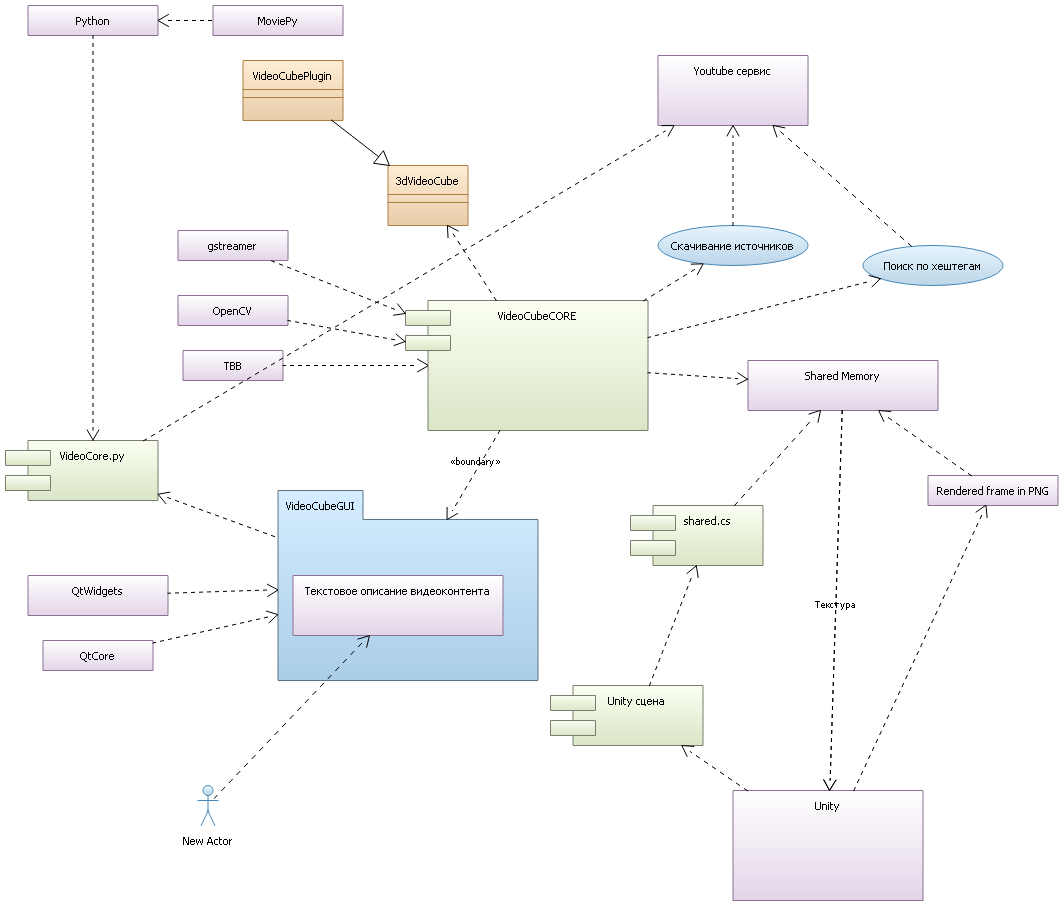 Python
MoviePy
VideoCubePlugin
Youtube сервис
3dVideoCube
gstreamer
Скачивание источников
Поиск по хештегам
OpenCV
VideoCubeCORE
TBB
Shared Memory
VideoCore.py
«boundary»
Rendered frame in PNG
VideoCubeGUI
shared.cs
QtWidgets
Текстовое описание видеоконтента
Текстура
QtCore
Unity сцена
Unity
New Actor